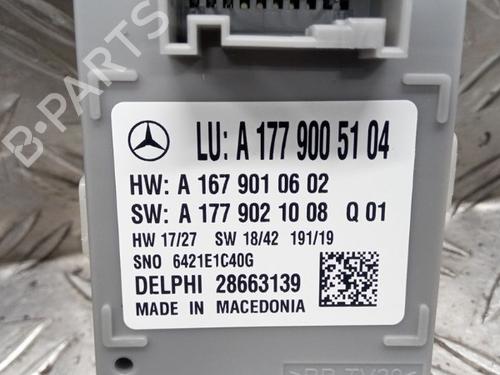 LU: A 177 900 51 04
HW: A 167 901 06 02
SW: A 177 902 10 08 Q 01
HW 17/27 SW 18/42 191/19
SNO 6421E1C40G
DELPHI 28663139
MADE IN MACEDONIA
B-PARTS